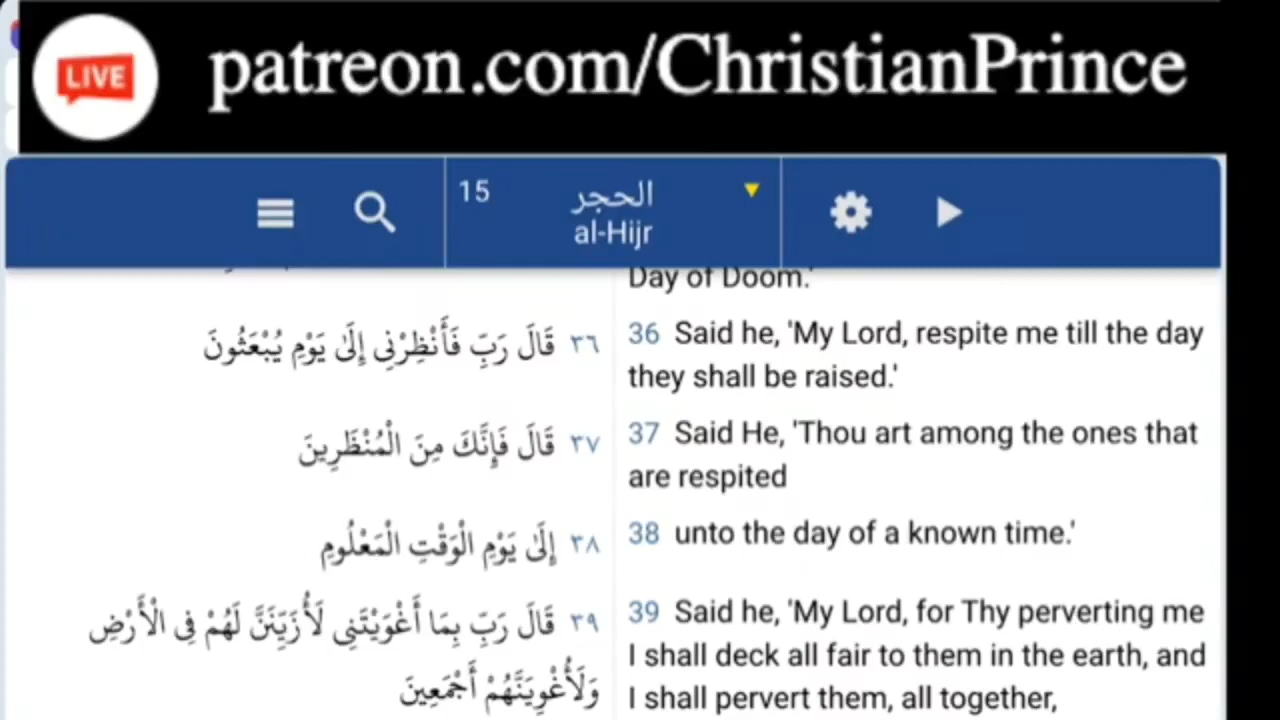 LIVE
patreon.com/ChristianPrince
15
الحجر
al-Hijr
Day of Doom.'
٣٦ قَالَ رَبِّ فَأَنْظِرْنِى إِلَىٰ يَوْمِ يُبْعَثُونَ
36 Said he, 'My Lord, respite me till the day
they shall be raised.'
٣٧ قَالَ فَإِنَّكَ مِنَ الْمُنْظَرِينَ
37 Said He, 'Thou art among the ones that
are respited
٣٨ إِلَىٰ يَوْمِ الْوَقْتِ الْمَعْلُومِ
38 unto the day of a known time.'
٣٩ قَالَ رَبِّ بِمَا أَغْوَيْتَنِى لَأُزَيِّنَنَّ لَهُمْ فِى الْأَرْضِ
وَلَأُغْوِيَنَّهُمْ أَجْمَعِينَ
39 Said he, 'My Lord, for Thy perverting me
I shall deck all fair to them in the earth, and
I shall pervert them, all together,